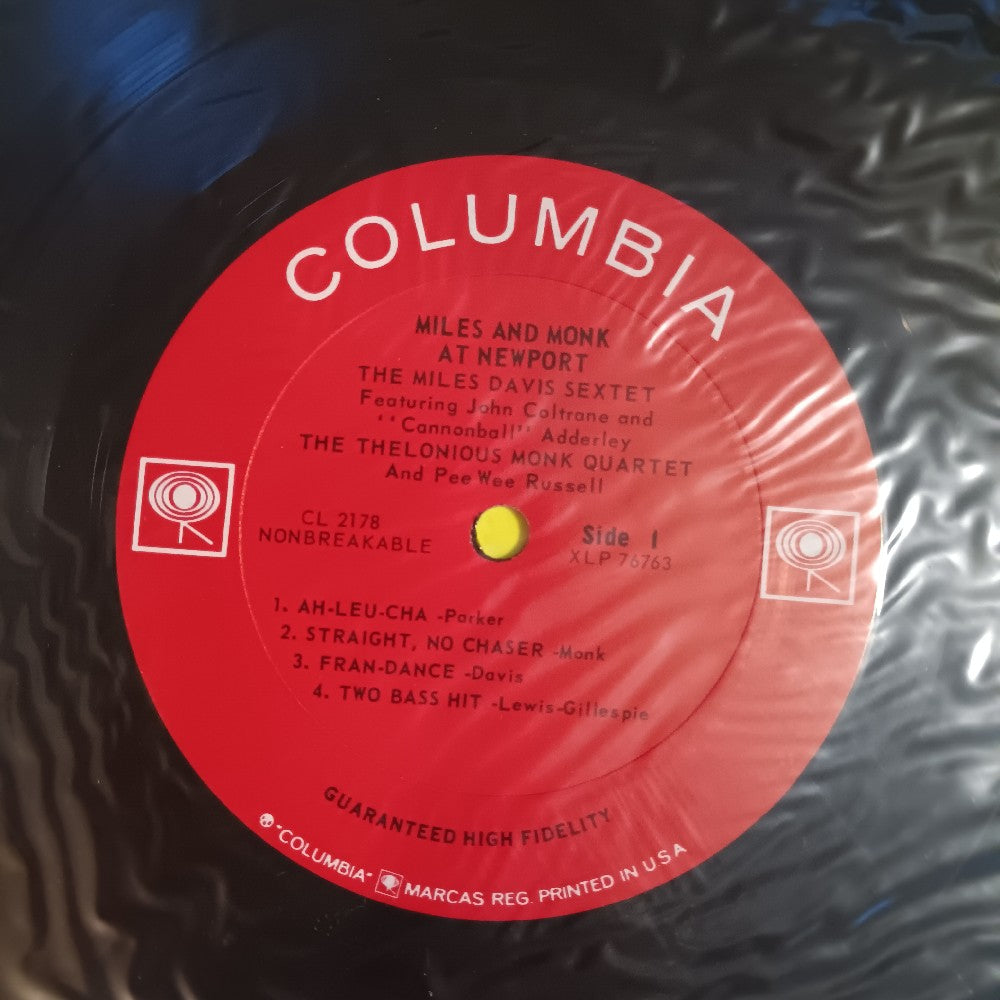 COLUMBIA
MILES AND MONK
AT NEWPORT
THE MILES DAVIS SEXTET
Featuring John Coltrane and
''Cannonball'' Adderley
THE THELONIOUS MONK QUARTET
And Pee Wee Russell
CL 2178
NONBREAKABLE
Side 1
XLP 76763
1. AH-LEU-CHA -Parker
2. STRAIGHT, NO CHASER -Monk
3. FRAN-DANCE -Davis
4. TWO BASS HIT -Lewis-Gillespie
GUARANTEED HIGH FIDELITY
"COLUMBIA" MARCAS REG. PRINTED IN U.S.A